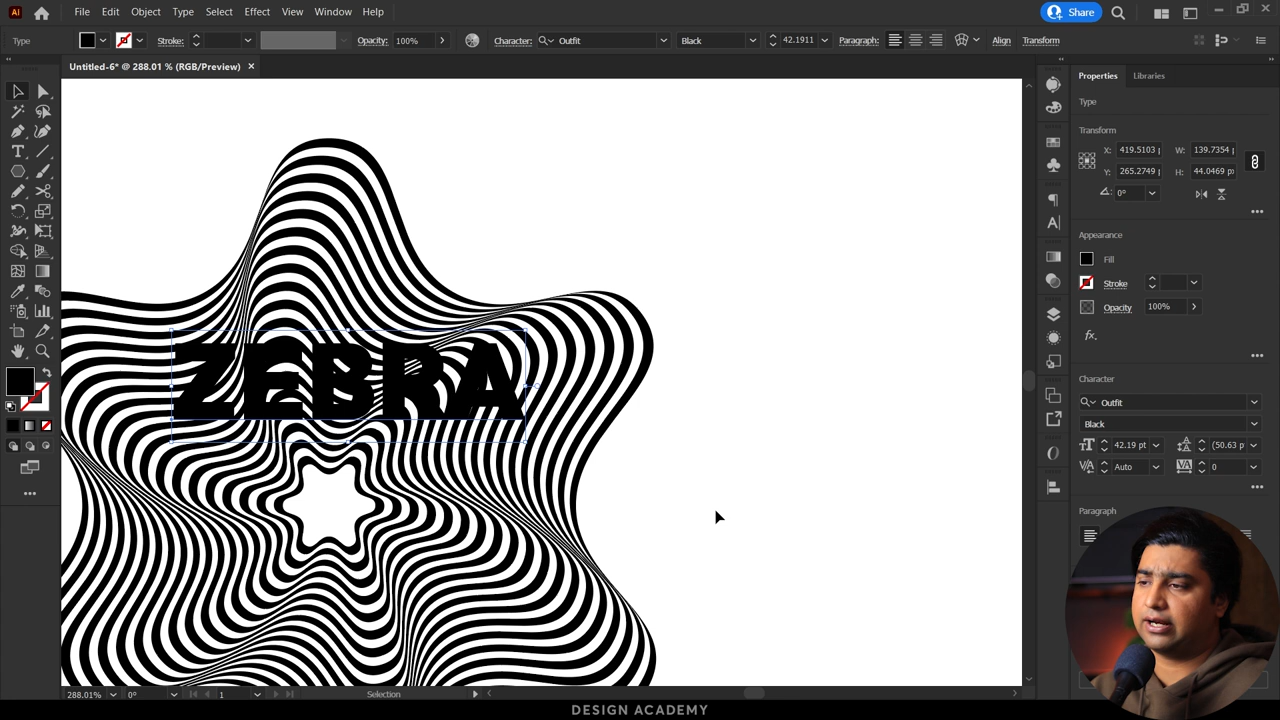 Ai File Edit Object Type Select Effect View Window Help Share
Type Stroke: Opacity: 100% Character: Outfit Black 42.1911 Paragraph: Align Transform
Untitled-6* @ 288.01 % (RGB/Preview) ×
Properties Libraries
Type
Transform
X: 419.5103 W: 139.7354
Y: 265.2749 H: 44.0469 p
0°
Appearance
Fill
Stroke
Opacity 100%
fx.
Character
Outfit
Black
42.19 pt (50.63 p
Auto 0
Paragraph
ZEBRA
288.01% 0° 1 Selection
DESIGN ACADEMY